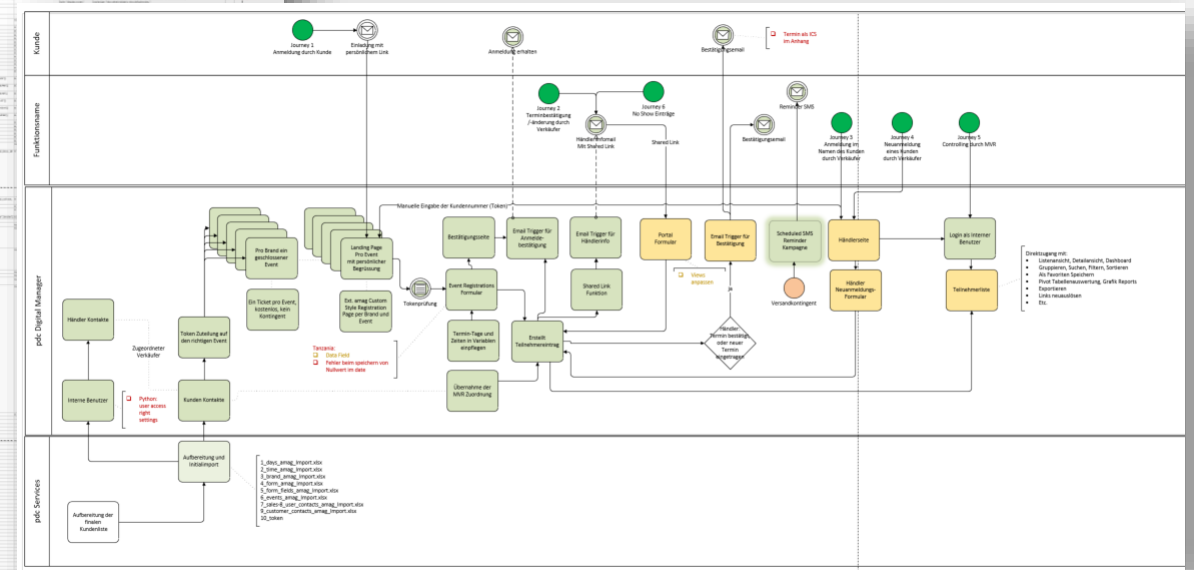 Kunde
Journey 1
Anmeldung durch Kunde
Einladung mit
persönlichem Link
Anmeldung erhalten
Bestätigungsemail
Termin als ICS
im Anhang
Funktionsname
Journey 2
Terminbestätigung
/-änderung durch
Verkäufer
Journey 6
No Show Einträge
Händlerinfomail
Mit Shared Link
Shared Link
Reminder SMS
Bestätigungsemail
Journey 3
Anmeldung im
Namen des Kunden
durch Verkäufer
Journey 4
Neuanmeldung
eines Kunden
durch Verkäufer
Journey 5
Controlling durch MVR
pdc Digital Manager
Manuelle Eingabe der Kundennummer (Token)
Pro Brand ein
geschlossener
Event
Landing Page
Pro Event
mit persönlicher
Begrüssung
Bestätigungsseite
Email Trigger für
Anmelde-
bestätigung
Email Trigger für
Händlerinfo
Portal
Formular
Email Trigger für
Bestätigung
Scheduled SMS
Reminder
Kampagne
Händlerseite
Login als Interner
Benutzer
Ein Ticket pro Event,
kostenlos, kein
Kontingent
Ext. amag Custom
Style Registration
Page per Brand und
Event
Tokenprüfung
Event Registrations
Formular
Shared Link
Funktion
Views
anpassen
Versandkontingent
Händler
Neuanmeldungs-
Formular
Teilnehmerliste
Direktzugang mit:
• Listenansicht, Detailansicht, Dashboard
• Gruppieren, Suchen, Filtern, Sortieren
• Als Favoriten Speichern
• Pivot Tabellenauswertung, Grafik Reports
• Exportieren
• Links neuauslösen
• Etc.
Händler Kontakte
Zugeordneter
Verkäufer
Token Zuteilung auf
den richtigen Event
Tanzania:
Data Field
Fehler beim speichern von
Nullwert im date.
Termin-Tage und
Zeiten in Variablen
einpflegen
Erstellt
Teilnehmereintrag
Händler
Termin bestätigt,
oder neuer
Termin
eingetragen
Ja
Interne Benutzer
Python:
user access
right
settings
Kunden Kontakte
Übernahme der
MVR Zuordnung
pdc Services
Aufbereitung und
Initialimport
1_days_amag_import.xlsx
2_time_amag_import.xlsx
3_brand_amag_import.xlsx
4_form_amag_import.xlsx
5_form_fields_amag_import.xlsx
6_events_amag_import.xlsx
7_sales-8_user_contacts_amag_import.xlsx
9_customer_contacts_amag_import.xlsx
10_token
Aufbereitung der
finalen
Kundenliste